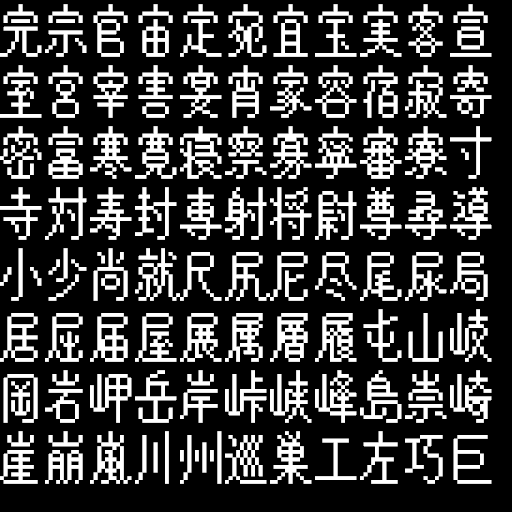 完宗官宙定宛宜宝実客宣
室宮宰害宴宵家容宿寂寄
密富寒寛寝察寡寧審寮寸
寺対寿封専射将尉尊尋導
小少尚就尺尻尼尽尾尿局
居屈届屋展属層履屯山岐
岡岩岬岳岸峠峡峰島崇崎
崖崩嵐川州巡巣工左巧巨